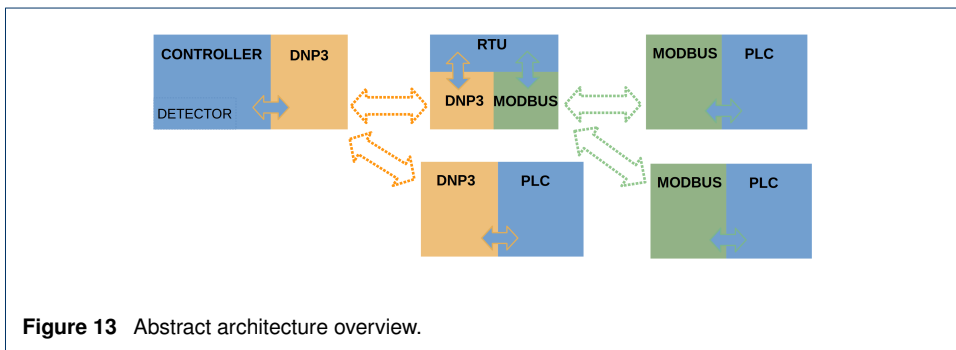 CONTROLLER
DNP3
DETECTOR
RTU
DNP3
MODBUS
MODBUS
PLC
DNP3
PLC
MODBUS
PLC
Figure 13 Abstract architecture overview.